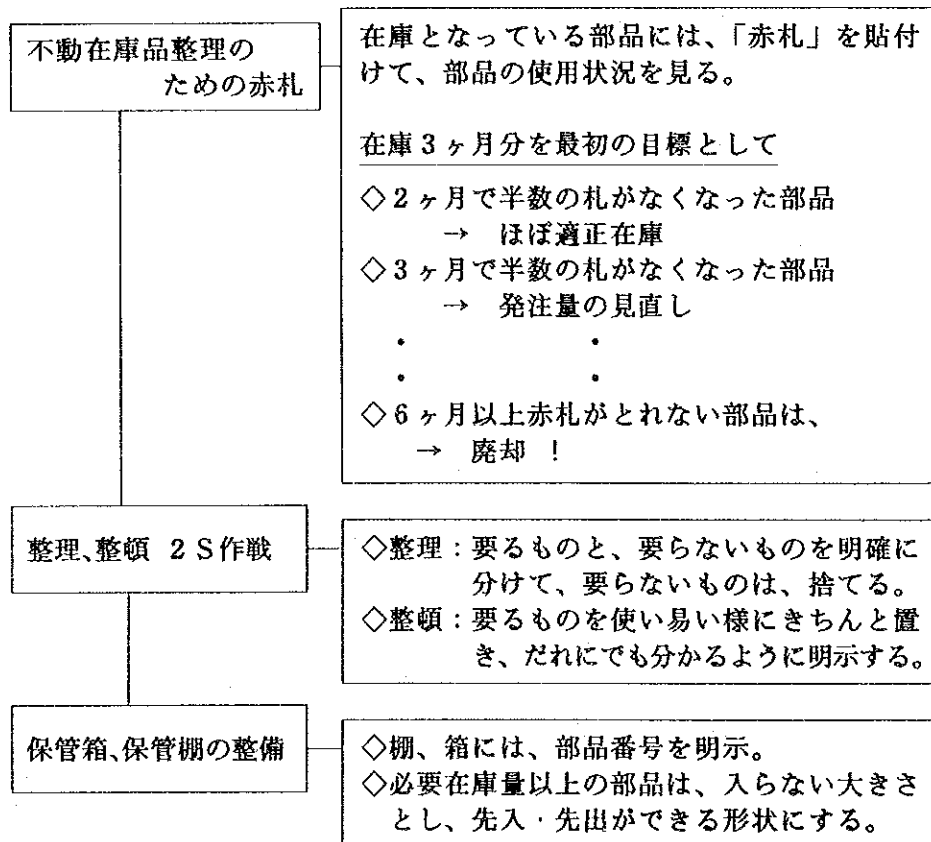 不動在庫品整理の
ための赤札
在庫となっている部品には、「赤札」を貼付
けて、部品の使用状況を見る。
在庫3ヶ月分を最初の目標として
◇2ヶ月で半数の札がなくなった部品
→ ほぼ適正在庫
◇3ヶ月で半数の札がなくなった部品
→ 発注量の見直し
・ ・
・ ・
◇6ヶ月以上赤札がとれない部品は、
→ 廃却 !
整理、整頓 2S作戦
◇整理:要るものと、要らないものを明確に
分けて、要らないものは、捨てる。
◇整頓:要るものを使い易い様にきちんと置
き、だれにでも分かるように明示する。
保管箱、保管棚の整備
◇棚、箱には、部品番号を明示。
◇必要在庫量以上の部品は、入らない大きさ
とし、先入・先出ができる形状にする。